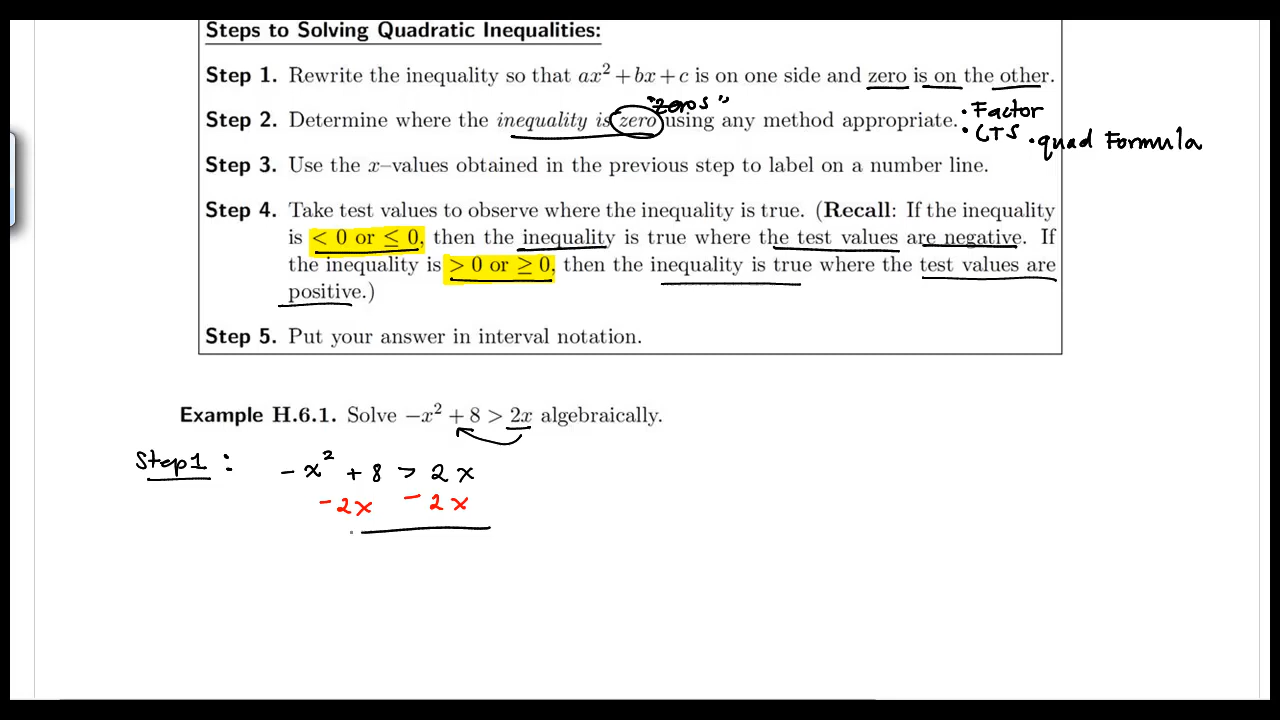 Steps to Solving Quadratic Inequalities:
Step 1. Rewrite the inequality so that ax² + bx + c is on one side and zero is on the other.
"zeros"
Step 2. Determine where the inequality is zero using any method appropriate.
• Factor
• CTS • quad Formula
Step 3. Use the x–values obtained in the previous step to label on a number line.
Step 4. Take test values to observe where the inequality is true. (Recall: If the inequality
is < 0 or ≤ 0, then the inequality is true where the test values are negative. If
the inequality is > 0 or ≥ 0, then the inequality is true where the test values are
positive.)
Step 5. Put your answer in interval notation.
Example H.6.1. Solve −x² + 8 > 2x algebraically.
Step 1 : − x² + 8 > 2x
− 2x − 2x